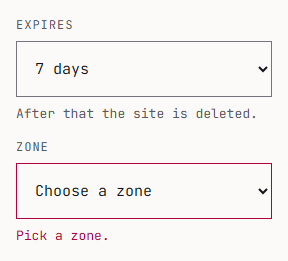 EXPIRES
7 days
After that the site is deleted.
ZONE
Choose a zone
Pick a zone.